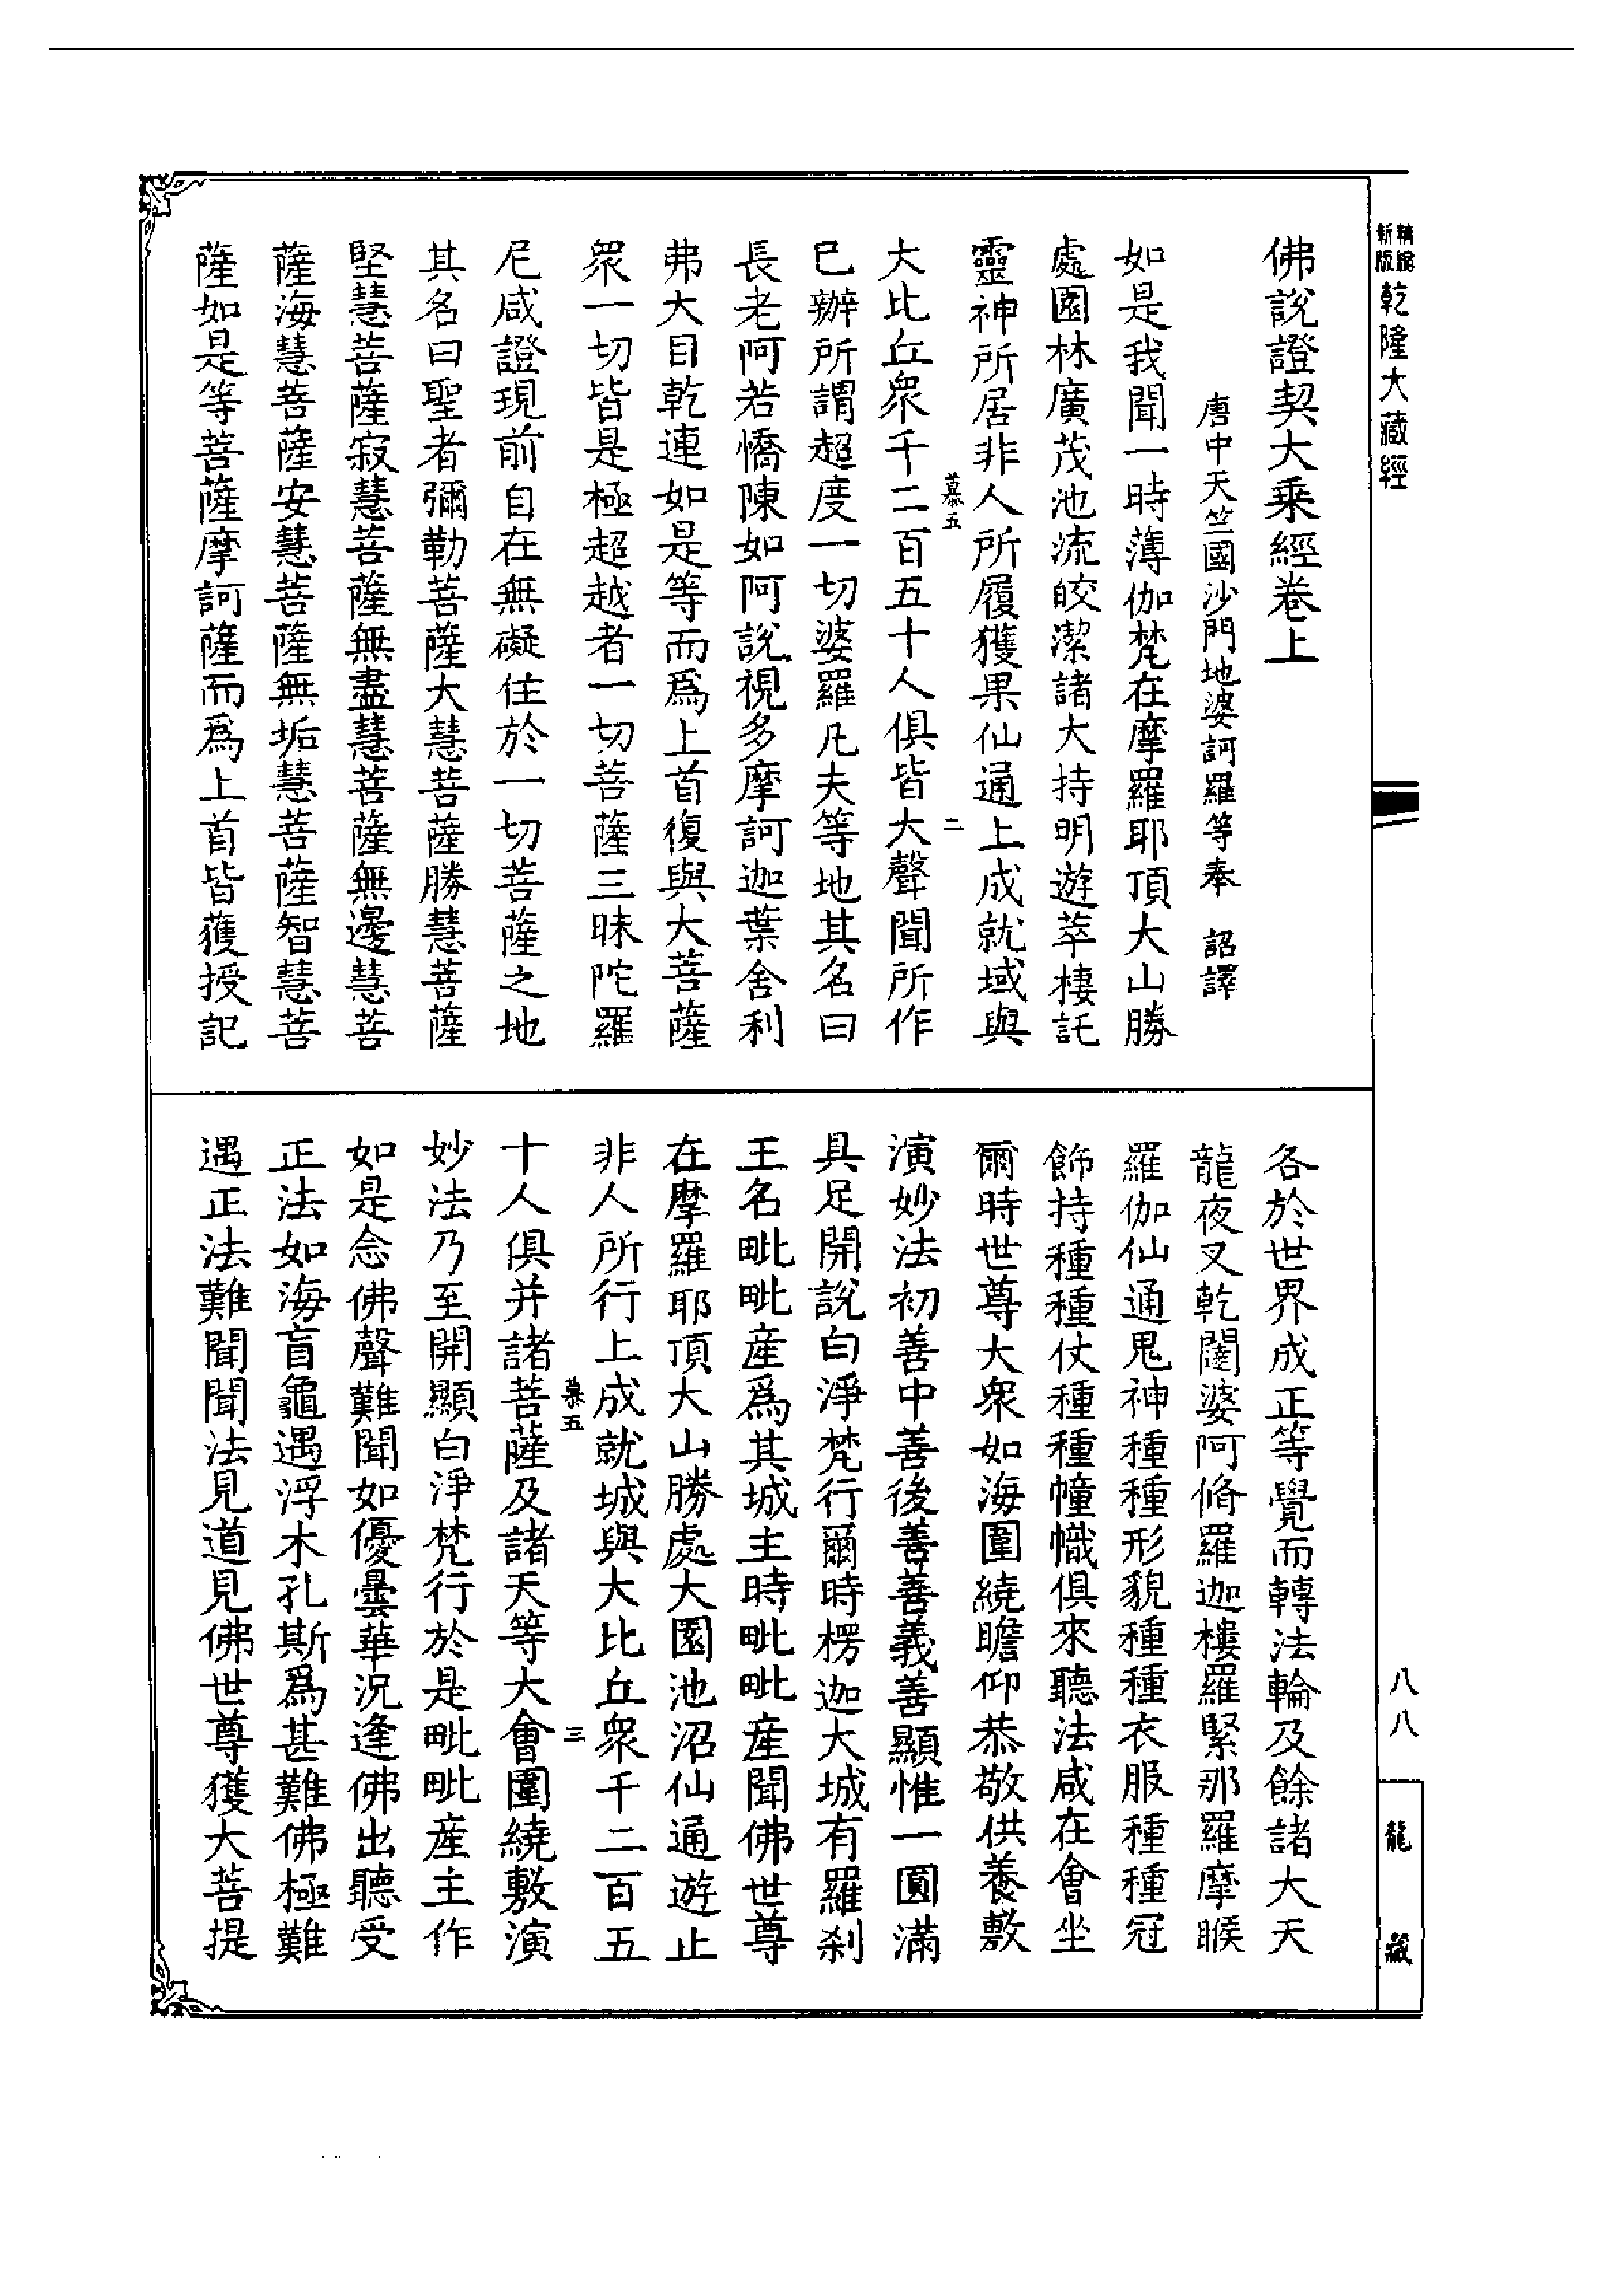 精縮新版乾隆大藏經
佛說證契大乘經卷上
唐中天竺國沙門地婆訶羅等奉　詔譯
如是我聞一時薄伽梵在摩羅耶頂大山勝
處園林廣茂池流皎潔諸大持明遊萃棲託
靈神所居非人所履獲果仙通上成就域與
慕五　二
大比丘眾千二百五十人俱皆大聲聞所作
已辦所謂超度一切婆羅凡夫等地其名曰
長老阿若憍陳如阿說視多摩訶迦葉舍利
弗大目乾連如是等而為上首復與大菩薩
眾一切皆是極超越者一切菩薩三昧陀羅
尼咸證現前自在無礙住於一切菩薩之地
其名曰聖者彌勒菩薩大慧菩薩勝慧菩薩
堅慧菩薩寂慧菩薩無盡慧菩薩無邊慧菩
薩海慧菩薩安慧菩薩無垢慧菩薩智慧菩
薩如是等菩薩摩訶薩而為上首皆獲授記
各於世界成正等覺而轉法輪及餘諸大天
龍夜叉乾闥婆阿脩羅迦樓羅緊那羅摩睺
羅伽仙通鬼神種種形貌種種衣服種種冠
飾持種種仗種種幢幟俱來聽法咸在會坐
爾時世尊大眾如海圍繞瞻仰恭敬供養敷
演妙法初善中善後善善義善顯惟一圓滿
具足開說白淨梵行爾時楞迦大城有羅剎
王名毗毗產為其城主時毗毗產聞佛世尊
在摩羅耶頂大山勝處大園池沼仙通遊止
非人所行上成就城與大比丘眾千二百五
慕五　三
十人俱并諸菩薩及諸天等大會圍繞敷演
妙法乃至開顯白淨梵行於是毗毗產主作
如是念佛聲難聞如優曇華況逢佛出聽受
正法如海盲龜遇浮木孔斯為甚難佛極難
遇正法難聞聞法見道見佛世尊獲大菩提
八八
龍藏